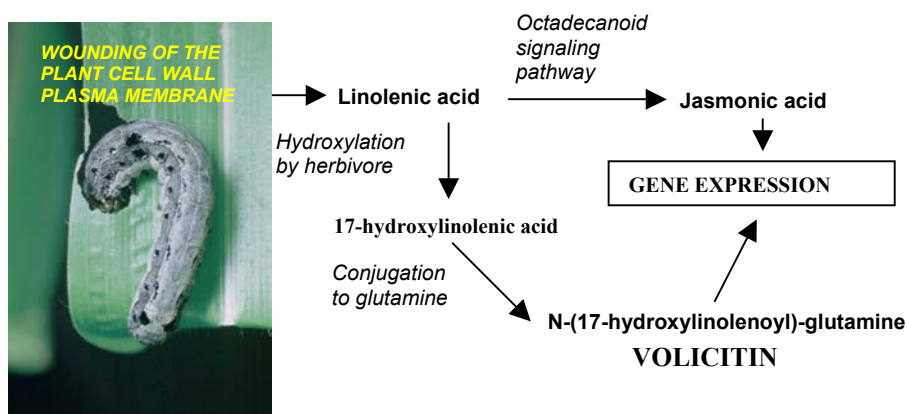 WOUNDING OF THE
PLANT CELL WALL
PLASMA MEMBRANE
Octadecanoid
signaling
pathway
Linolenic acid
Jasmonic acid
Hydroxylation
by herbivore
GENE EXPRESSION
17-hydroxylinolenic acid
Conjugation
to glutamine
N-(17-hydroxylinolenoyl)-glutamine
VOLICITIN